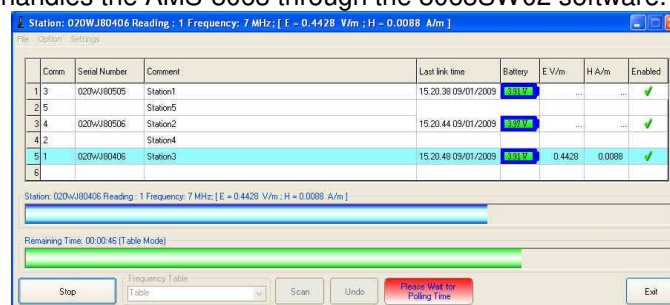 handles the AMS-8063 through the 8063SW02 software.
Station: 020WJ80406 Reading : 1 Frequency: 7 MHz; [ E = 0.4428 V/m ; H = 0.0088 A/m ]
File Option Settings
Comm Serial Number Comment Last link time Battery E V/m H A/m Enabled
1 3 020WJ80505 Station1 15.20.38 09/01/2009 3.91 V ... ...
2 5 Station5
3 4 020WJ80506 Station2 15.20.44 09/01/2009 3.97 V ... ...
4 2 Station4
5 1 020WJ80406 Station3 15.20.48 09/01/2009 3.91 V 0.4428 0.0088
6
Station: 020WJ80406 Reading : 1 Frequency: 7 MHz; [ E = 0.4428 V/m ; H = 0.0088 A/m ]
Remaining Time: 00:00:46 (Table Mode)
Frequency Table
Stop Table Scan Undo Please Wait for Exit
Polling Time